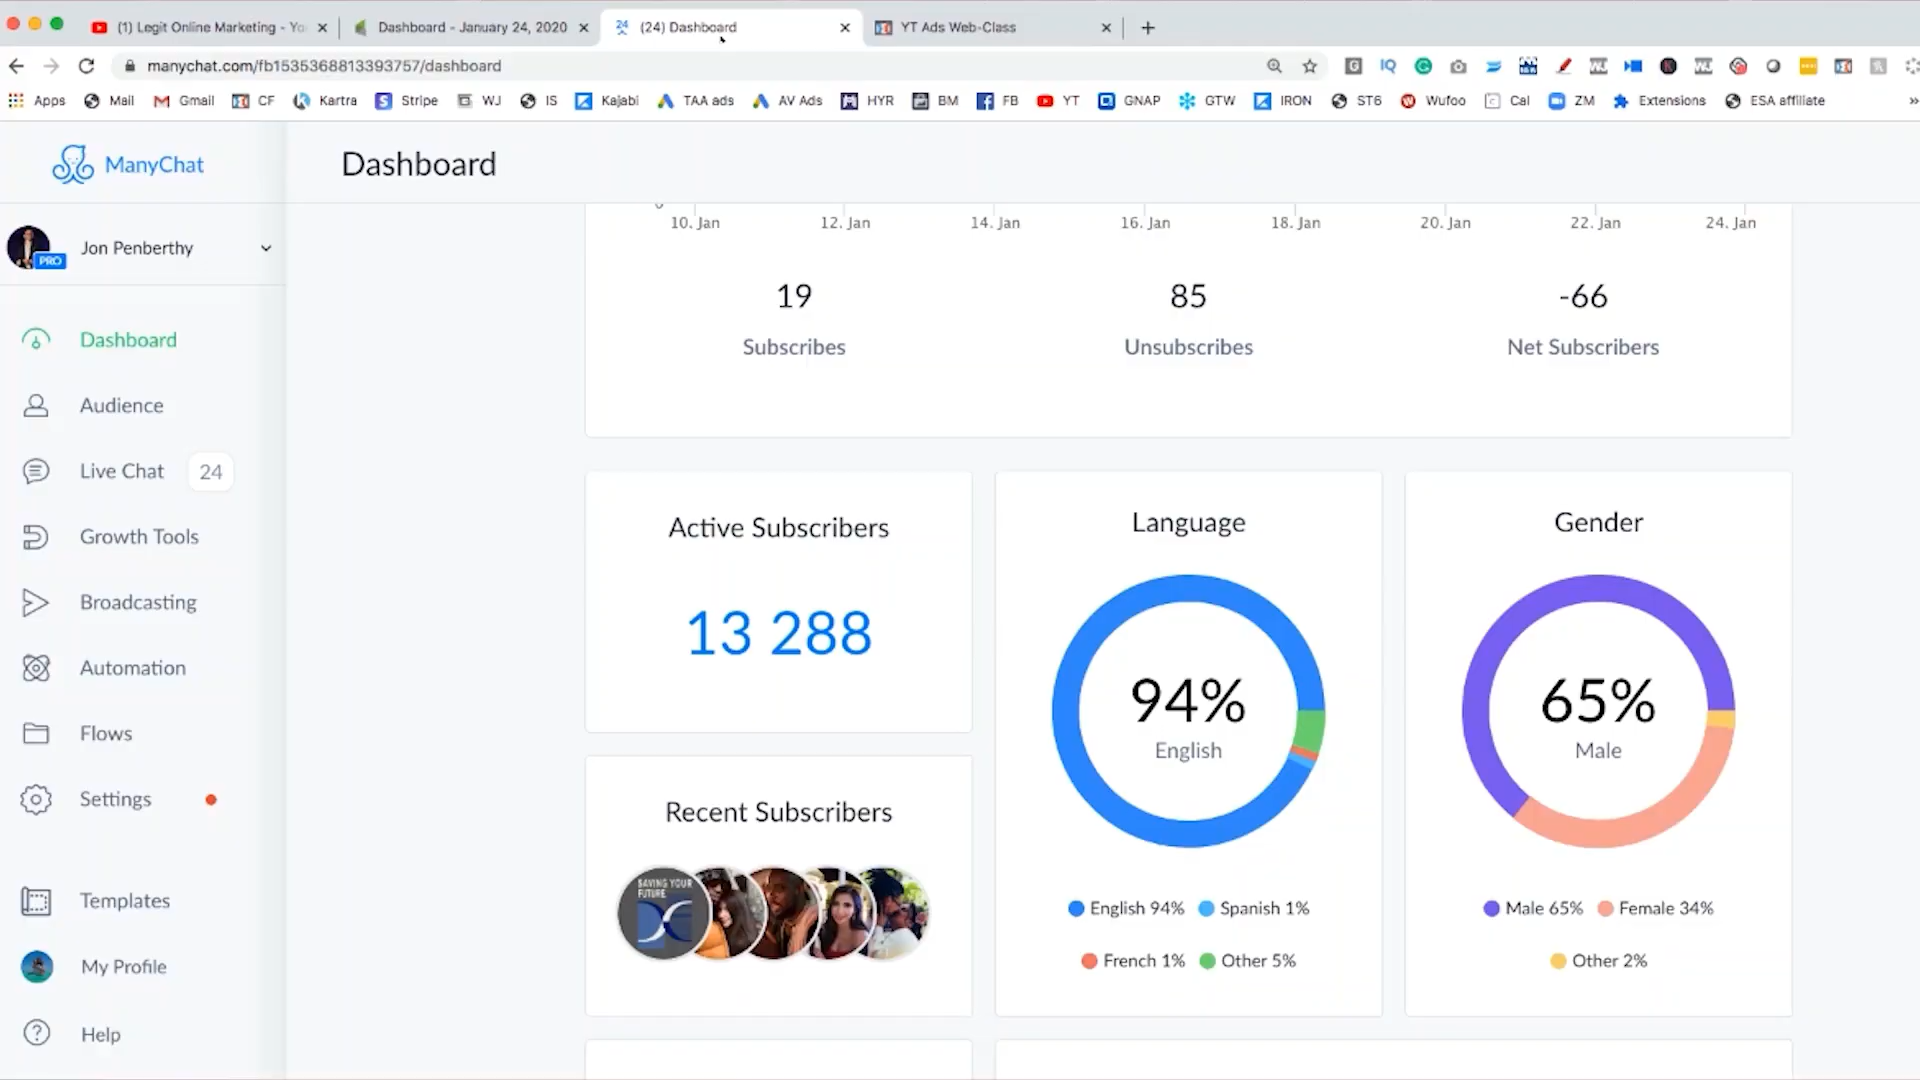 (1) Legit Online Marketing - Yo
Dashboard - January 24, 2020
24
(24) Dashboard
YT Ads Web-Class
manychat.com/fb1535368813393757/dashboard
IQ
Apps
Mail
Gmail
CF
Kartra
Stripe
WJ
IS
Kajabi
TAA ads
AV Ads
HYR
BM
FB
YT
GNAP
GTW
IRON
ST6
Wufoo
Cal
ZM
Extensions
ESA affiliate
»
ManyChat
Dashboard
Jon Penberthy
PRO
Dashboard
Audience
Live Chat 24
Growth Tools
Broadcasting
Automation
Flows
Settings
Templates
My Profile
Help
10. Jan 12. Jan 14. Jan 16. Jan 18. Jan 20. Jan 22. Jan 24. Jan
19 85 -66
Subscribes Unsubscribes Net Subscribers
Active Subscribers
13 288
Recent Subscribers
SAVING YOUR
FUTURE
Language
94%
English
English 94% Spanish 1%
French 1% Other 5%
Gender
65%
Male
Male 65% Female 34%
Other 2%